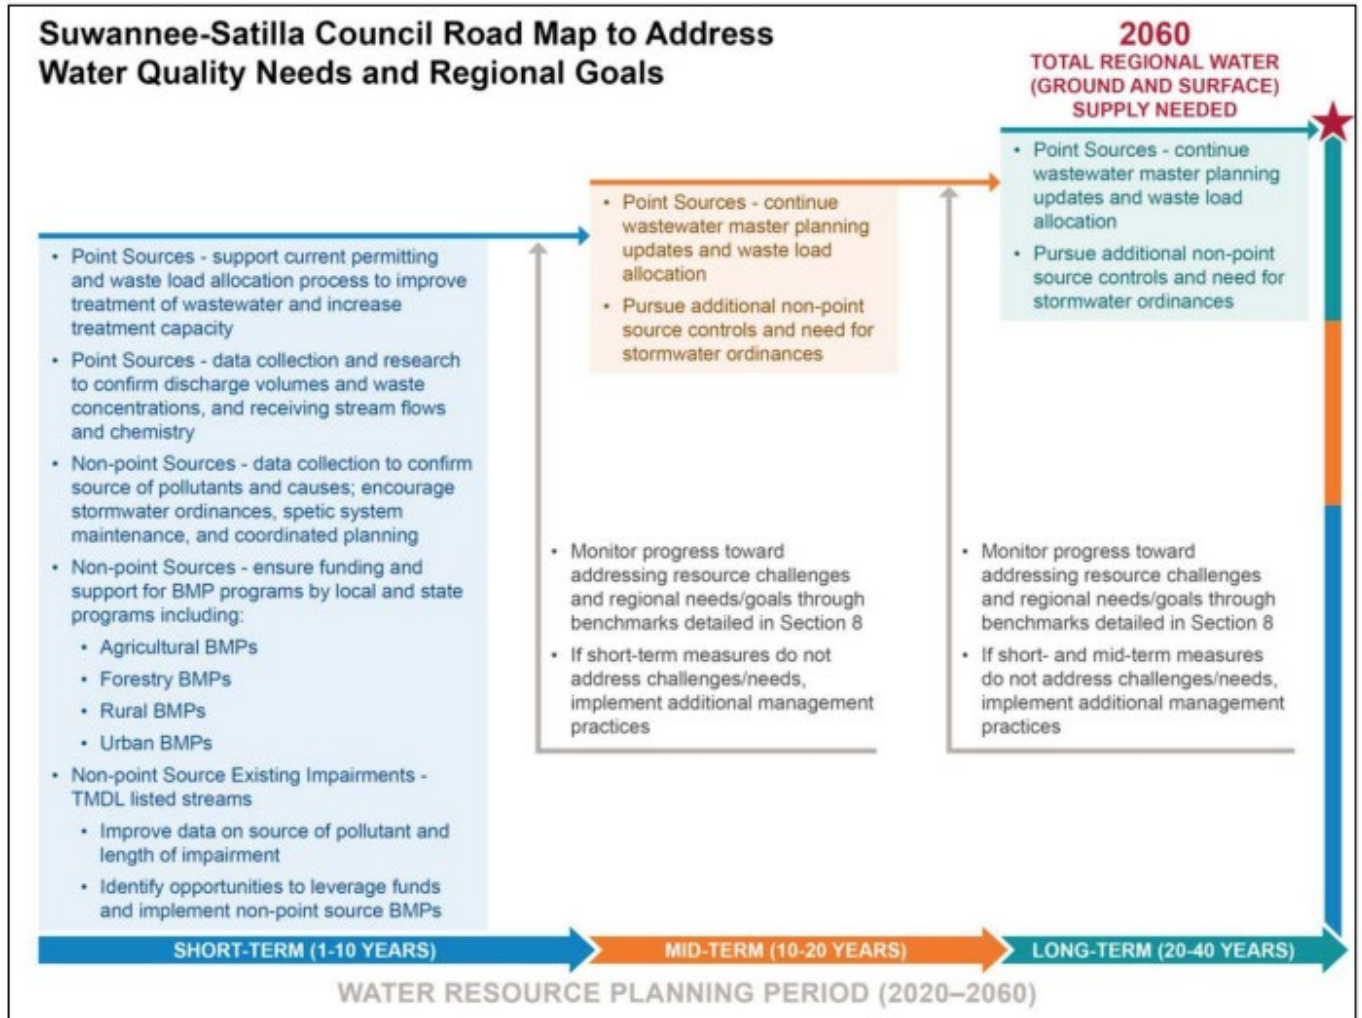 Suwannee-Satilla Council Road Map to Address
Water Quality Needs and Regional Goals
2060
TOTAL REGIONAL WATER
(GROUND AND SURFACE)
SUPPLY NEEDED
• Point Sources - support current permitting
and waste load allocation process to improve
treatment of wastewater and increase
treatment capacity
• Point Sources - data collection and research
to confirm discharge volumes and waste
concentrations, and receiving stream flows
and chemistry
• Non-point Sources - data collection to confirm
source of pollutants and causes; encourage
stormwater ordinances, spetic system
maintenance, and coordinated planning
• Non-point Sources - ensure funding and
support for BMP programs by local and state
programs including:
• Agricultural BMPs
• Forestry BMPs
• Rural BMPs
• Urban BMPs
• Non-point Source Existing Impairments -
TMDL listed streams
• Improve data on source of pollutant and
length of impairment
• Identify opportunities to leverage funds
and implement non-point source BMPs
• Point Sources - continue
wastewater master planning
updates and waste load
allocation
• Pursue additional non-point
source controls and need for
stormwater ordinances
• Monitor progress toward
addressing resource challenges
and regional needs/goals through
benchmarks detailed in Section 8
• If short-term measures do not
address challenges/needs,
implement additional management
practices
• Point Sources - continue
wastewater master planning
updates and waste load
allocation
• Pursue additional non-point
source controls and need for
stormwater ordinances
• Monitor progress toward
addressing resource challenges
and regional needs/goals through
benchmarks detailed in Section 8
• If short- and mid-term measures
do not address challenges/needs,
implement additional management
practices
SHORT-TERM (1-10 YEARS)
MID-TERM (10-20 YEARS)
LONG-TERM (20-40 YEARS)
WATER RESOURCE PLANNING PERIOD (2020–2060)